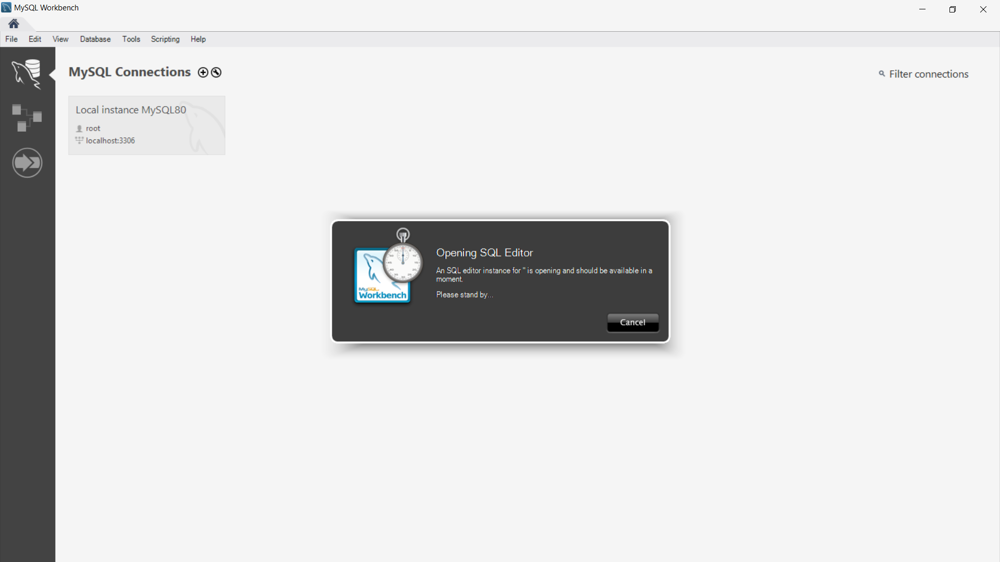 MySQL Workbench
File Edit View Database Tools Scripting Help
MySQL Connections
Filter connections
Local instance MySQL80
root
localhost:3306
MySQL
Workbench
Opening SQL Editor
An SQL editor instance for '' is opening and should be available in a
moment.
Please stand by...
Cancel